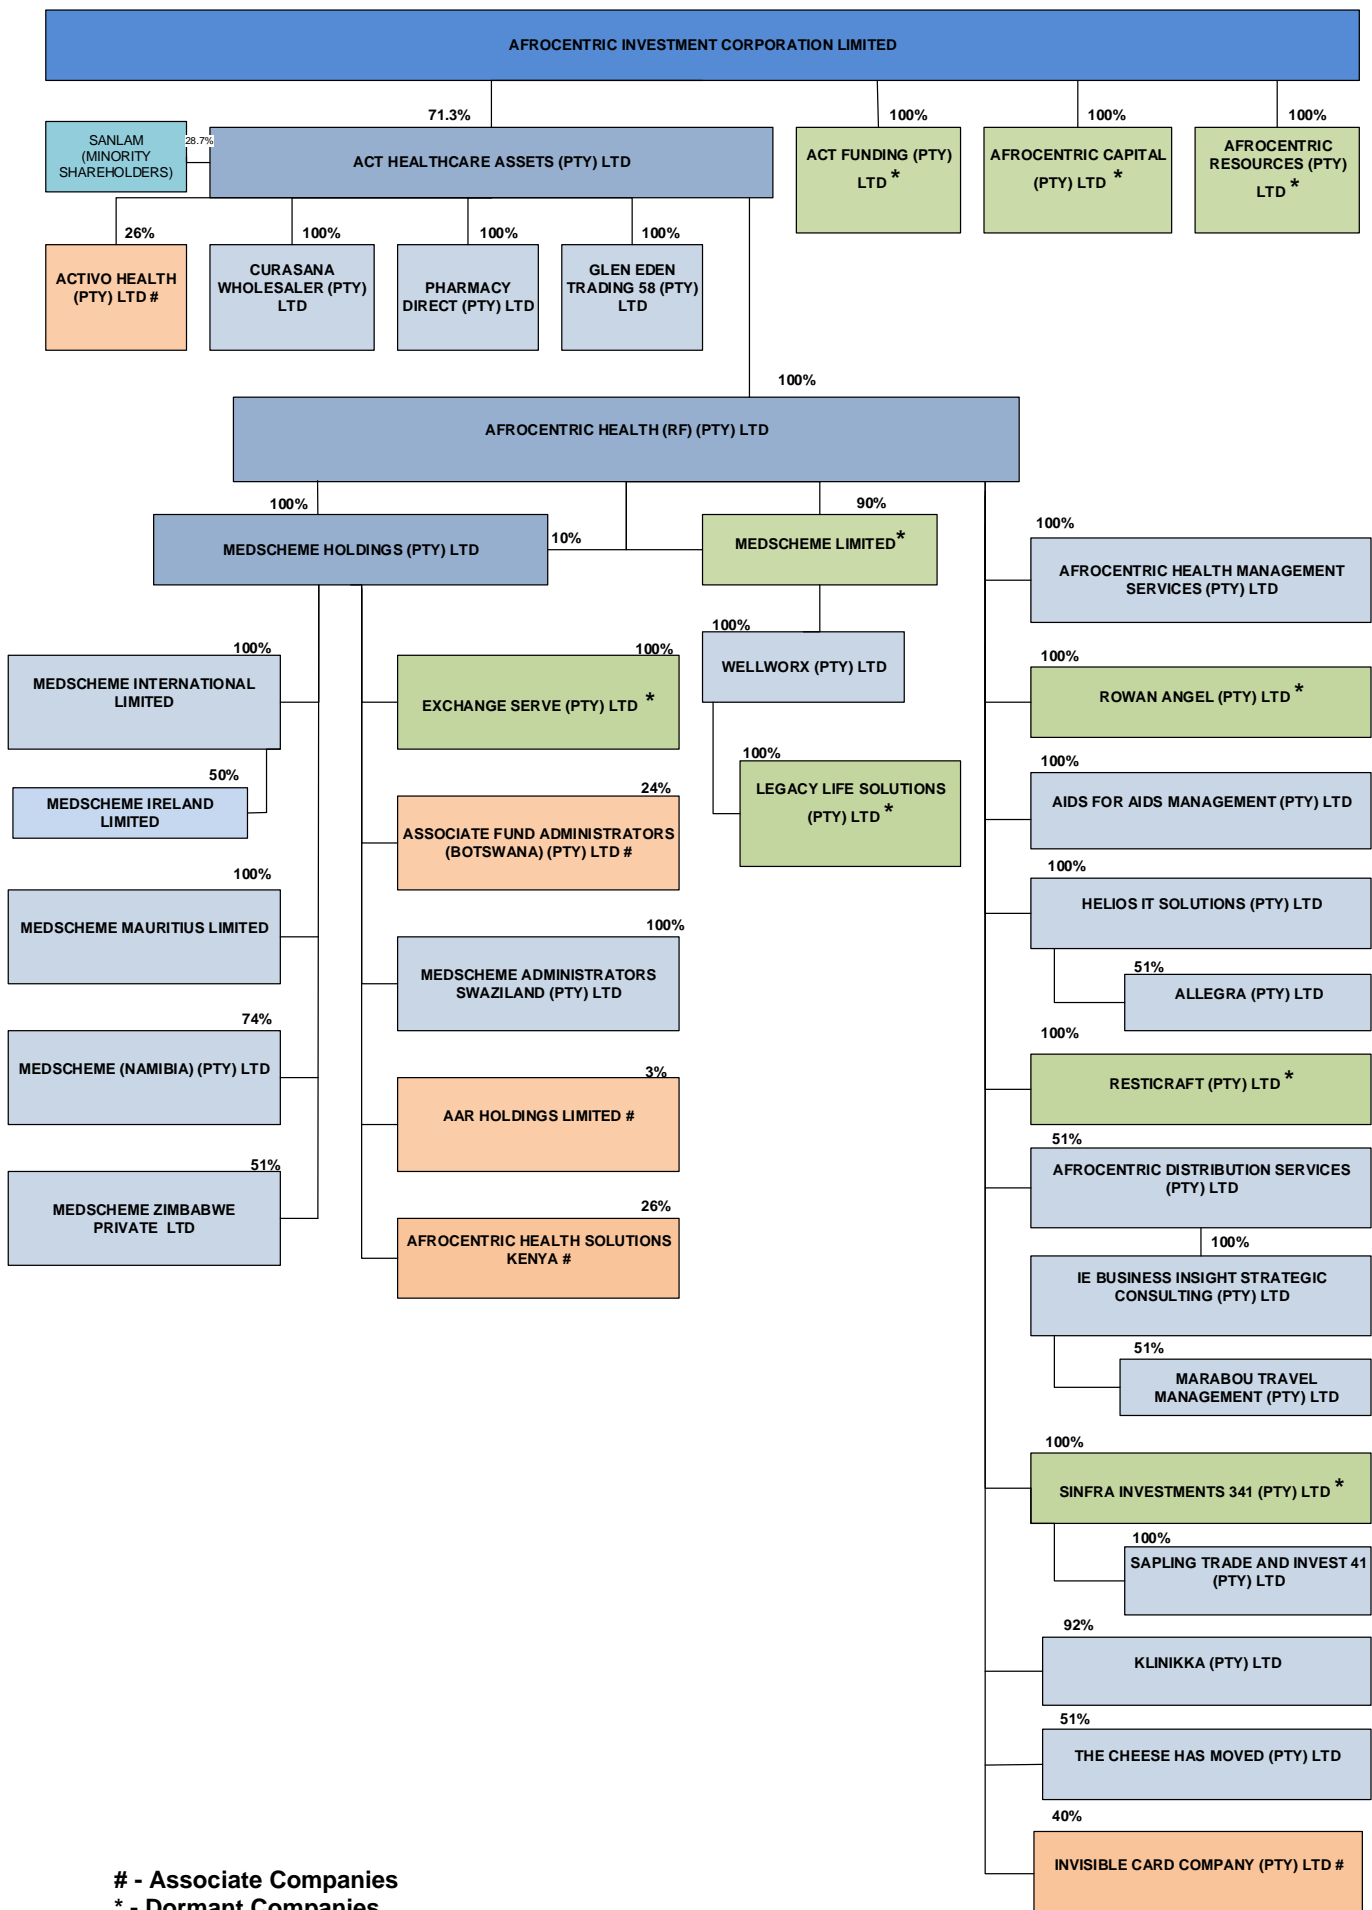 AFROCENTRIC INVESTMENT CORPORATION LIMITED
71.3%
100%
100%
100%
SANLAM
(MINORITY
SHAREHOLDERS)
28.7%
ACT HEALTHCARE ASSETS (PTY) LTD
ACT FUNDING (PTY)
LTD *
AFROCENTRIC CAPITAL
(PTY) LTD *
AFROCENTRIC
RESOURCES (PTY)
LTD *
26%
100%
100%
100%
ACTIVO HEALTH
(PTY) LTD #
CURASANA
WHOLESALER (PTY)
LTD
PHARMACY
DIRECT (PTY) LTD
GLEN EDEN
TRADING 58 (PTY)
LTD
100%
AFROCENTRIC HEALTH (RF) (PTY) LTD
100%
90%
MEDSCHEME HOLDINGS (PTY) LTD
10%
MEDSCHEME LIMITED*
100%
WELLWORX (PTY) LTD
100%
LEGACY LIFE SOLUTIONS
(PTY) LTD *
100%
MEDSCHEME INTERNATIONAL
LIMITED
50%
MEDSCHEME IRELAND
LIMITED
100%
MEDSCHEME MAURITIUS LIMITED
74%
MEDSCHEME (NAMIBIA) (PTY) LTD
51%
MEDSCHEME ZIMBABWE
PRIVATE LTD
100%
EXCHANGE SERVE (PTY) LTD *
24%
ASSOCIATE FUND ADMINISTRATORS
(BOTSWANA) (PTY) LTD #
100%
MEDSCHEME ADMINISTRATORS
SWAZILAND (PTY) LTD
3%
AAR HOLDINGS LIMITED #
26%
AFROCENTRIC HEALTH SOLUTIONS
KENYA #
100%
AFROCENTRIC HEALTH MANAGEMENT
SERVICES (PTY) LTD
100%
ROWAN ANGEL (PTY) LTD *
100%
AIDS FOR AIDS MANAGEMENT (PTY) LTD
100%
HELIOS IT SOLUTIONS (PTY) LTD
51%
ALLEGRA (PTY) LTD
100%
RESTICRAFT (PTY) LTD *
51%
AFROCENTRIC DISTRIBUTION SERVICES
(PTY) LTD
100%
IE BUSINESS INSIGHT STRATEGIC
CONSULTING (PTY) LTD
51%
MARABOU TRAVEL
MANAGEMENT (PTY) LTD
100%
SINFRA INVESTMENTS 341 (PTY) LTD *
100%
SAPLING TRADE AND INVEST 41
(PTY) LTD
92%
KLINIKKA (PTY) LTD
51%
THE CHEESE HAS MOVED (PTY) LTD
40%
INVISIBLE CARD COMPANY (PTY) LTD #
# - Associate Companies
* - Dormant Companies